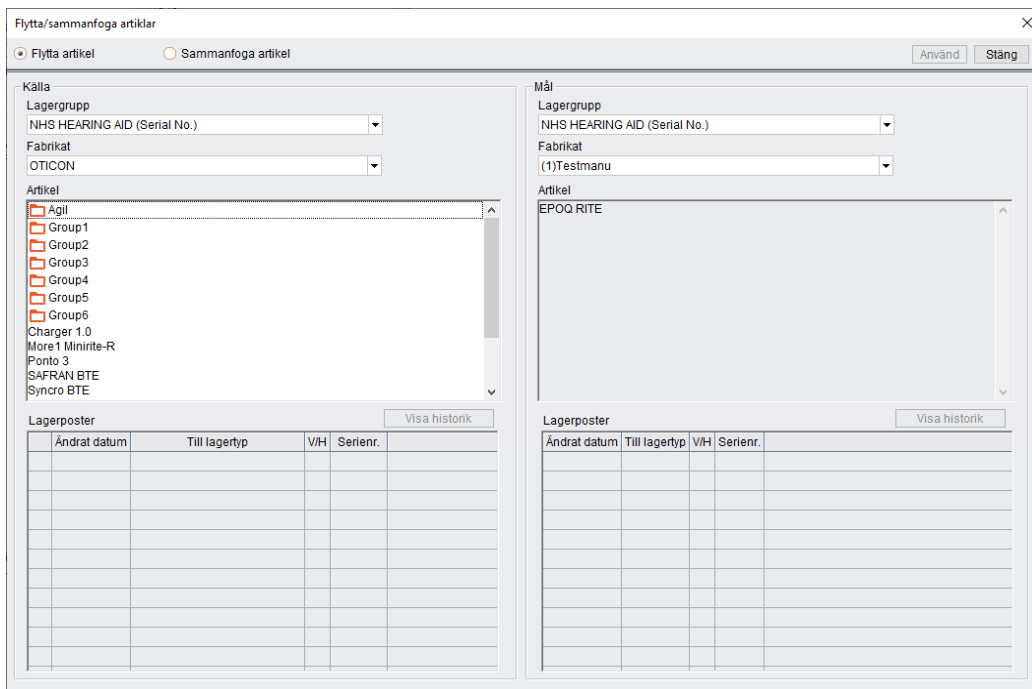 Flytta/sammanfoga artiklar
Flytta artikel
Sammanfoga artikel
Använd
Stäng
Källa
Lagergrupp
NHS HEARING AID (Serial No.)
Fabrikat
OTICON
Artikel
Agil
Group1
Group2
Group3
Group4
Group5
Group6
Charger 1.0
More1 Minirite-R
Ponto 3
SAFRAN BTE
Syncro BTE
Lagerposter
Visa historik
Ändrat datum Till lagertyp V/H Serienr.
Mål
Lagergrupp
NHS HEARING AID (Serial No.)
Fabrikat
(1)Testmanu
Artikel
EPOQ RITE
Lagerposter
Visa historik
Ändrat datum Till lagertyp V/H Serienr.